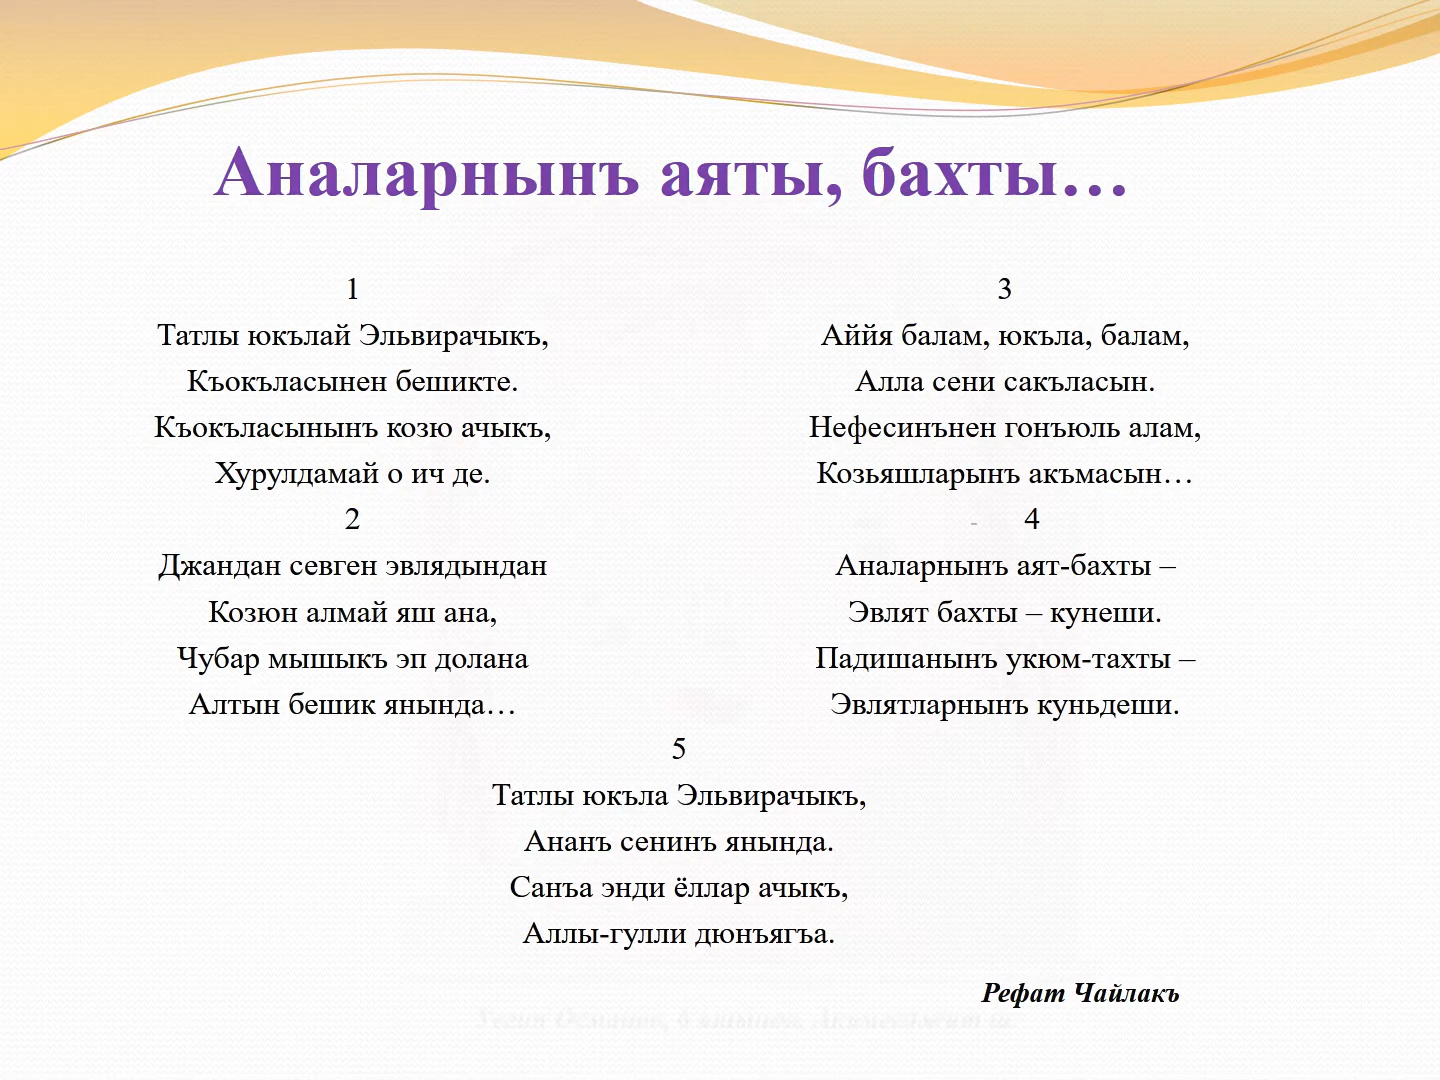 Аналарнынъ аяты, бахты…
1
Татлы юкълай Эльвирачыкъ,
Къокъласынен бешикте.
Къокъласынынъ козю ачыкъ,
Хурулдамай о ич де.
2
Джандан севген эвлядындан
Козюн алмай яш ана,
Чубар мышыкъ эп долана
Алтын бешик янында…
3
Аййя балам, юкъла, балам,
Алла сени сакъласын.
Нефесинънен гонъюль алам,
Козьяшларынъ акъмасын…
4
Аналарнынъ аят-бахты –
Эвлят бахты – кунеши.
Падишанынъ укюм-тахты –
Эвлятларнынъ куньдеши.
5
Татлы юкъла Эльвирачыкъ,
Ананъ сенинъ янында.
Санъа энди ёллар ачыкъ,
Аллы-гулли дюнъягъа.
Рефат Чайлакъ